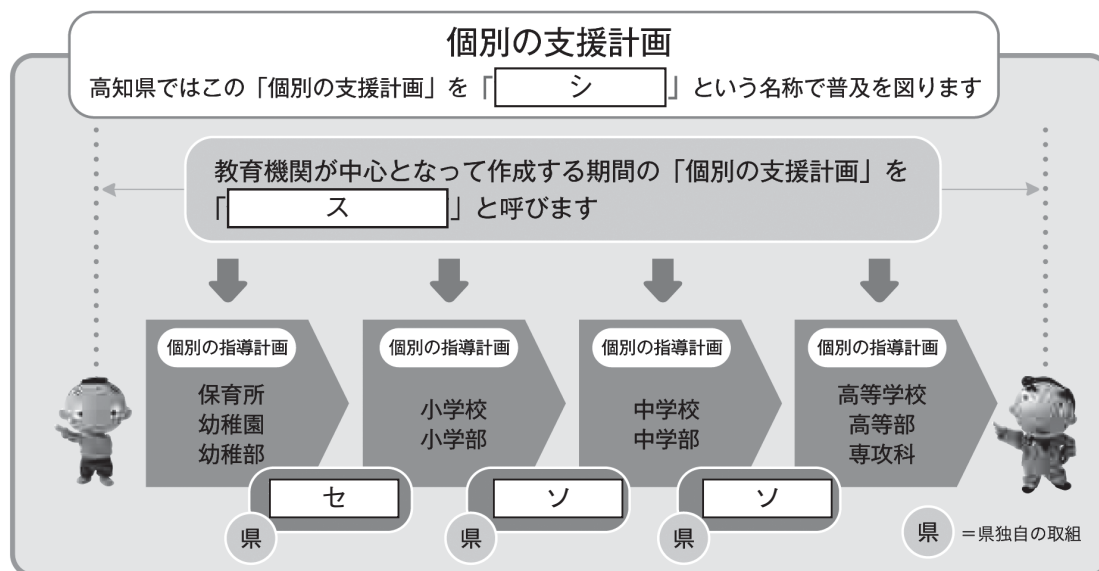 個別の支援計画
高知県ではこの「個別の支援計画」を「シ」という名称で普及を図ります
教育機関が中心となって作成する期間の「個別の支援計画」を
「ス」と呼びます
個別の指導計画
保育所
幼稚園
幼稚部
個別の指導計画
小学校
小学部
個別の指導計画
中学校
中学部
個別の指導計画
高等学校
高等部
専攻科
セ
県
ソ
県
ソ
県
県 =県独自の取組